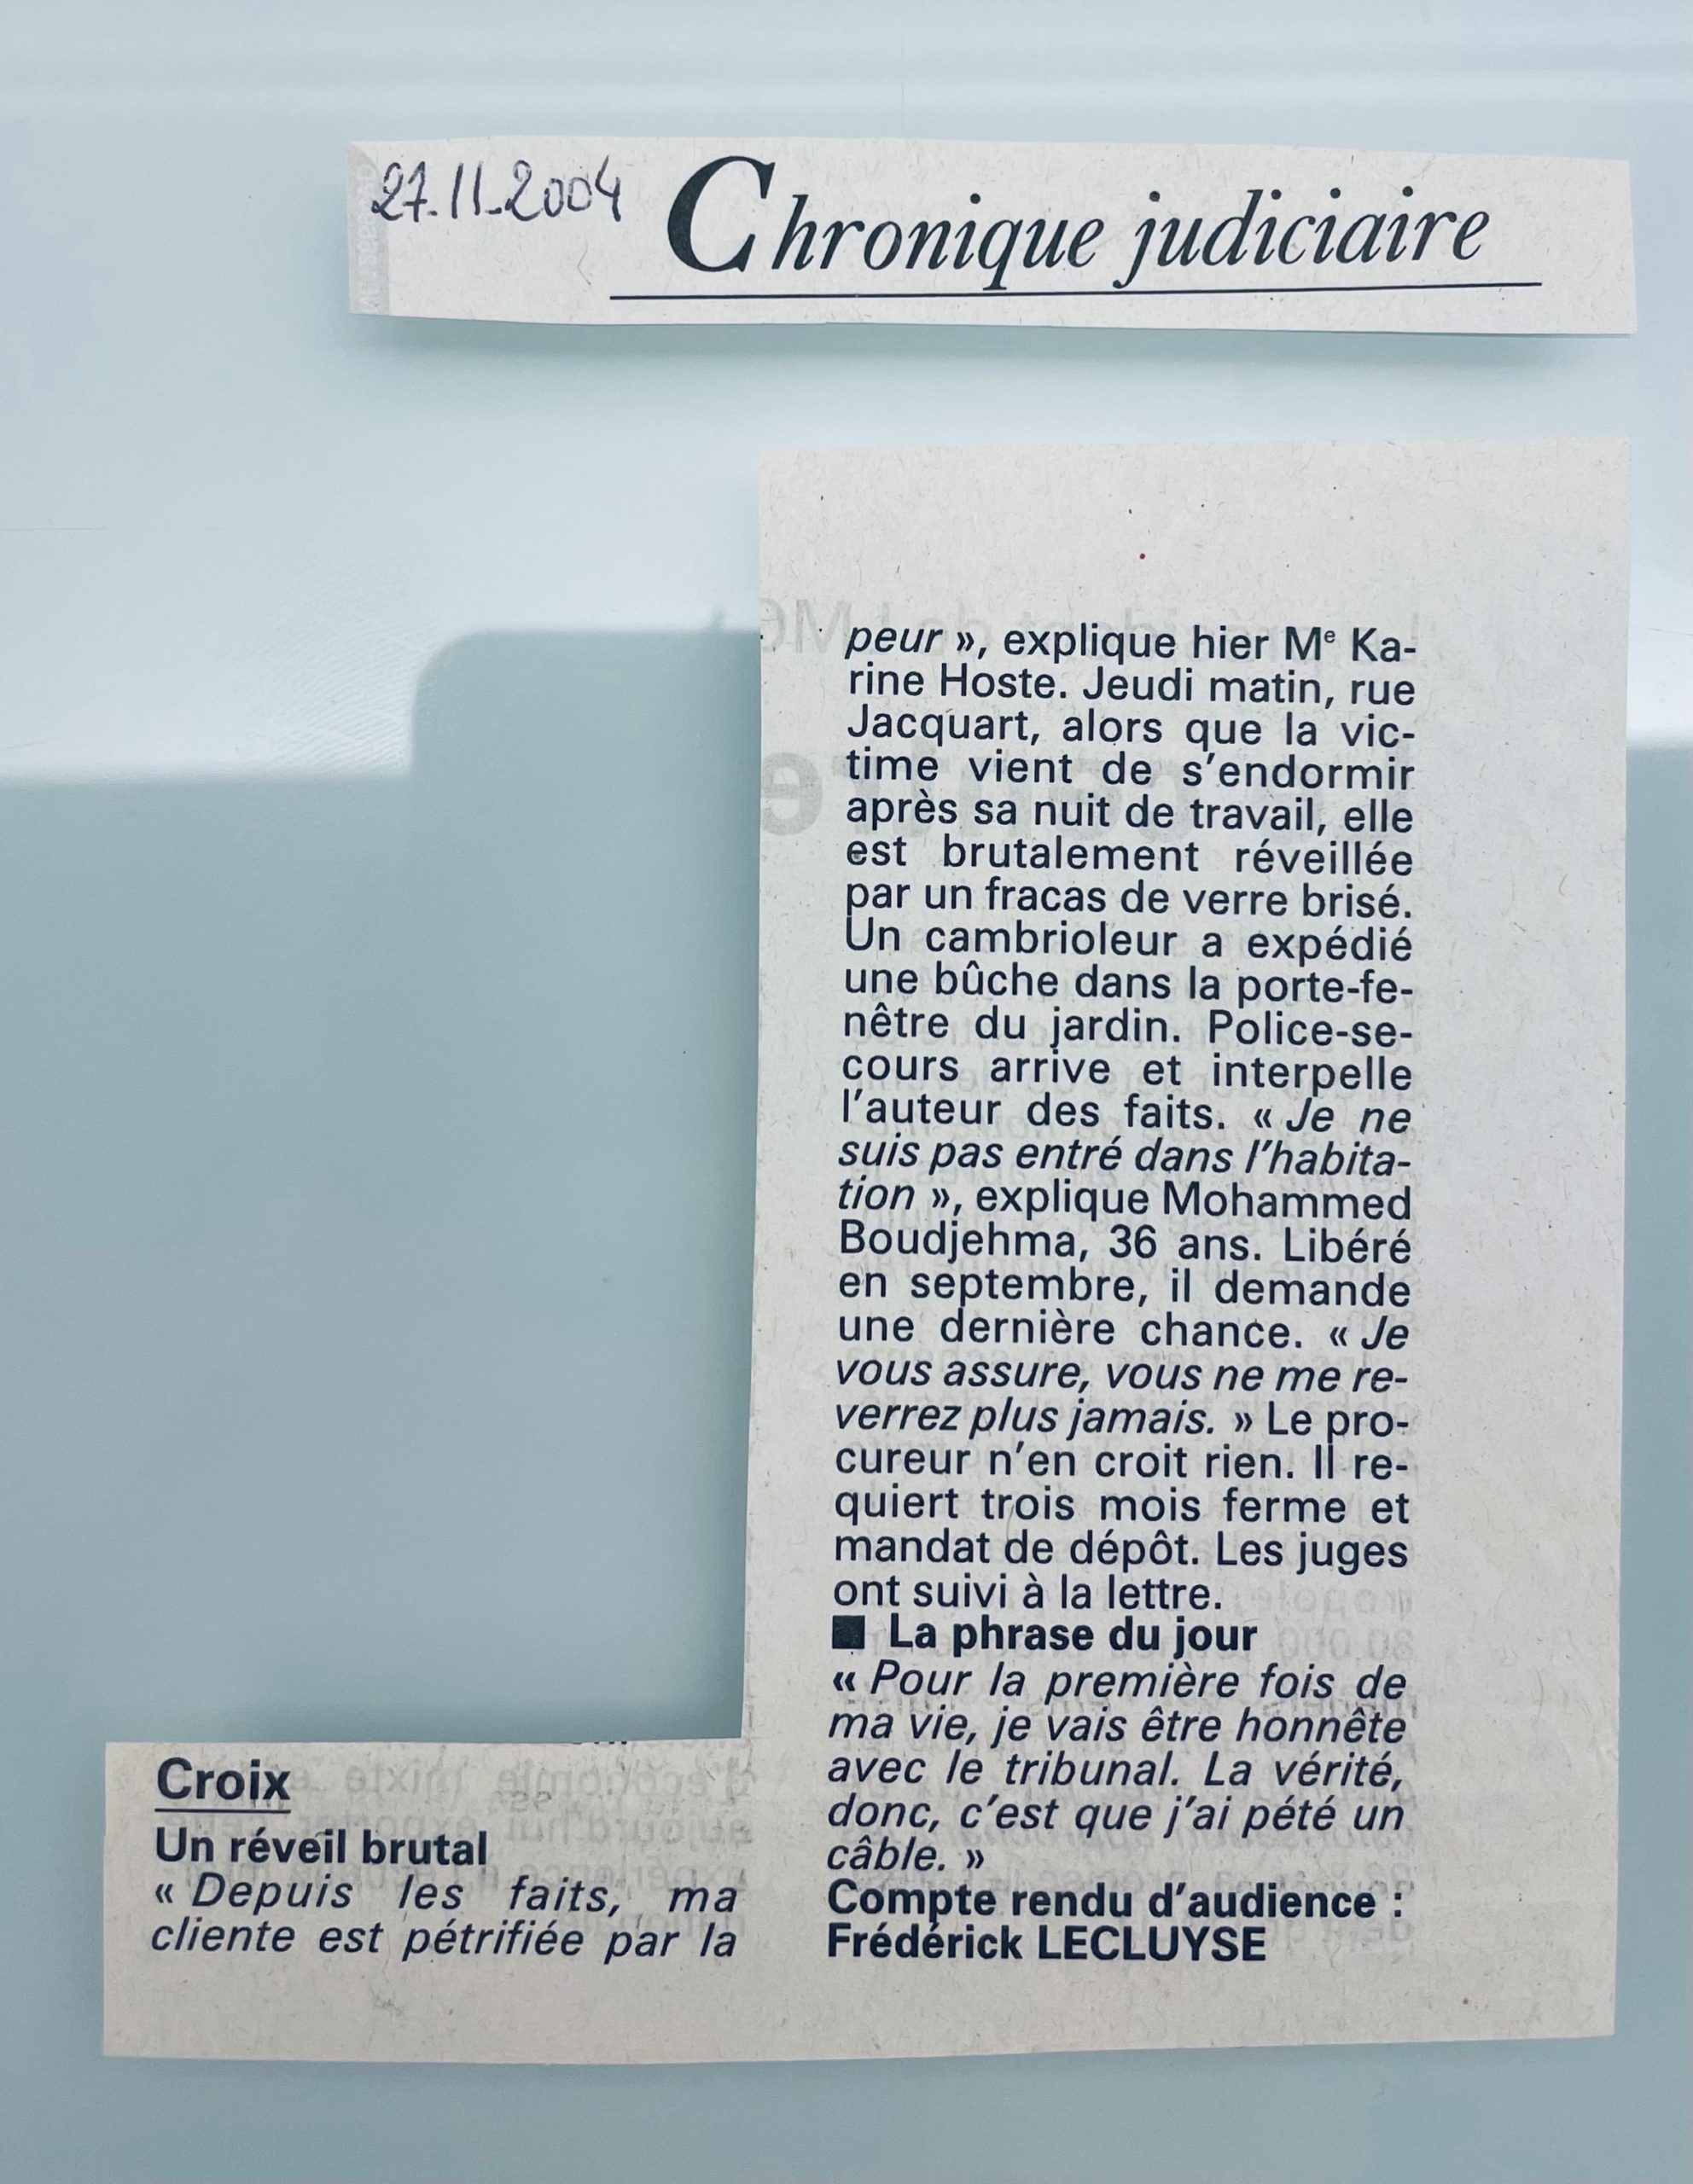 27.11.2004
Chronique judiciaire
Croix
Un réveil brutal
« Depuis les faits, ma
cliente est pétrifiée par la
peur », explique hier Me Ka-
rine Hoste. Jeudi matin, rue
Jacquart, alors que la vic-
time vient de s'endormir
après sa nuit de travail, elle
est brutalement réveillée
par un fracas de verre brisé.
Un cambrioleur a expédié
une bûche dans la porte-fe-
nêtre du jardin. Police-se-
cours arrive et interpelle
l'auteur des faits. « Je ne
suis pas entré dans l'habita-
tion », explique Mohammed
Boudjehma, 36 ans. Libéré
en septembre, il demande
une dernière chance. « Je
vous assure, vous ne me re-
verrez plus jamais. » Le pro-
cureur n'en croit rien. Il re-
quiert trois mois ferme et
mandat de dépôt. Les juges
ont suivi à la lettre.
■ La phrase du jour
« Pour la première fois de
ma vie, je vais être honnête
avec le tribunal. La vérité,
donc, c'est que j'ai pété un
câble. »
Compte rendu d'audience :
Frédérick LECLUYSE